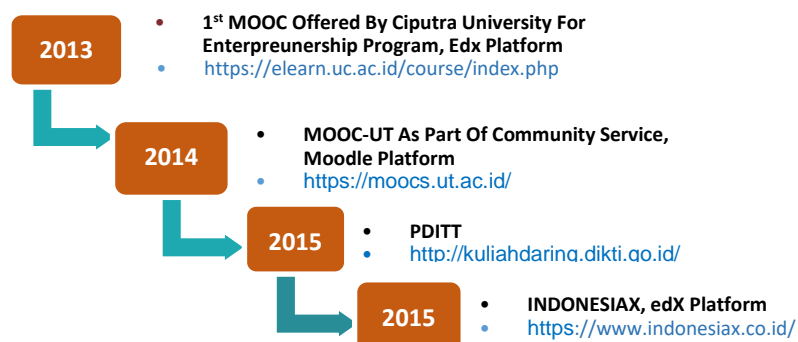 2013
• 1st MOOC Offered By Ciputra University For
Enterpreunership Program, Edx Platform
• https://elearn.uc.ac.id/course/index.php
2014
• MOOC-UT As Part Of Community Service,
Moodle Platform
• https://moocs.ut.ac.id/
2015
• PDITT
• http://kuliahdaring.dikti.go.id/
2015
• INDONESIAX, edX Platform
• https://www.indonesiax.co.id/